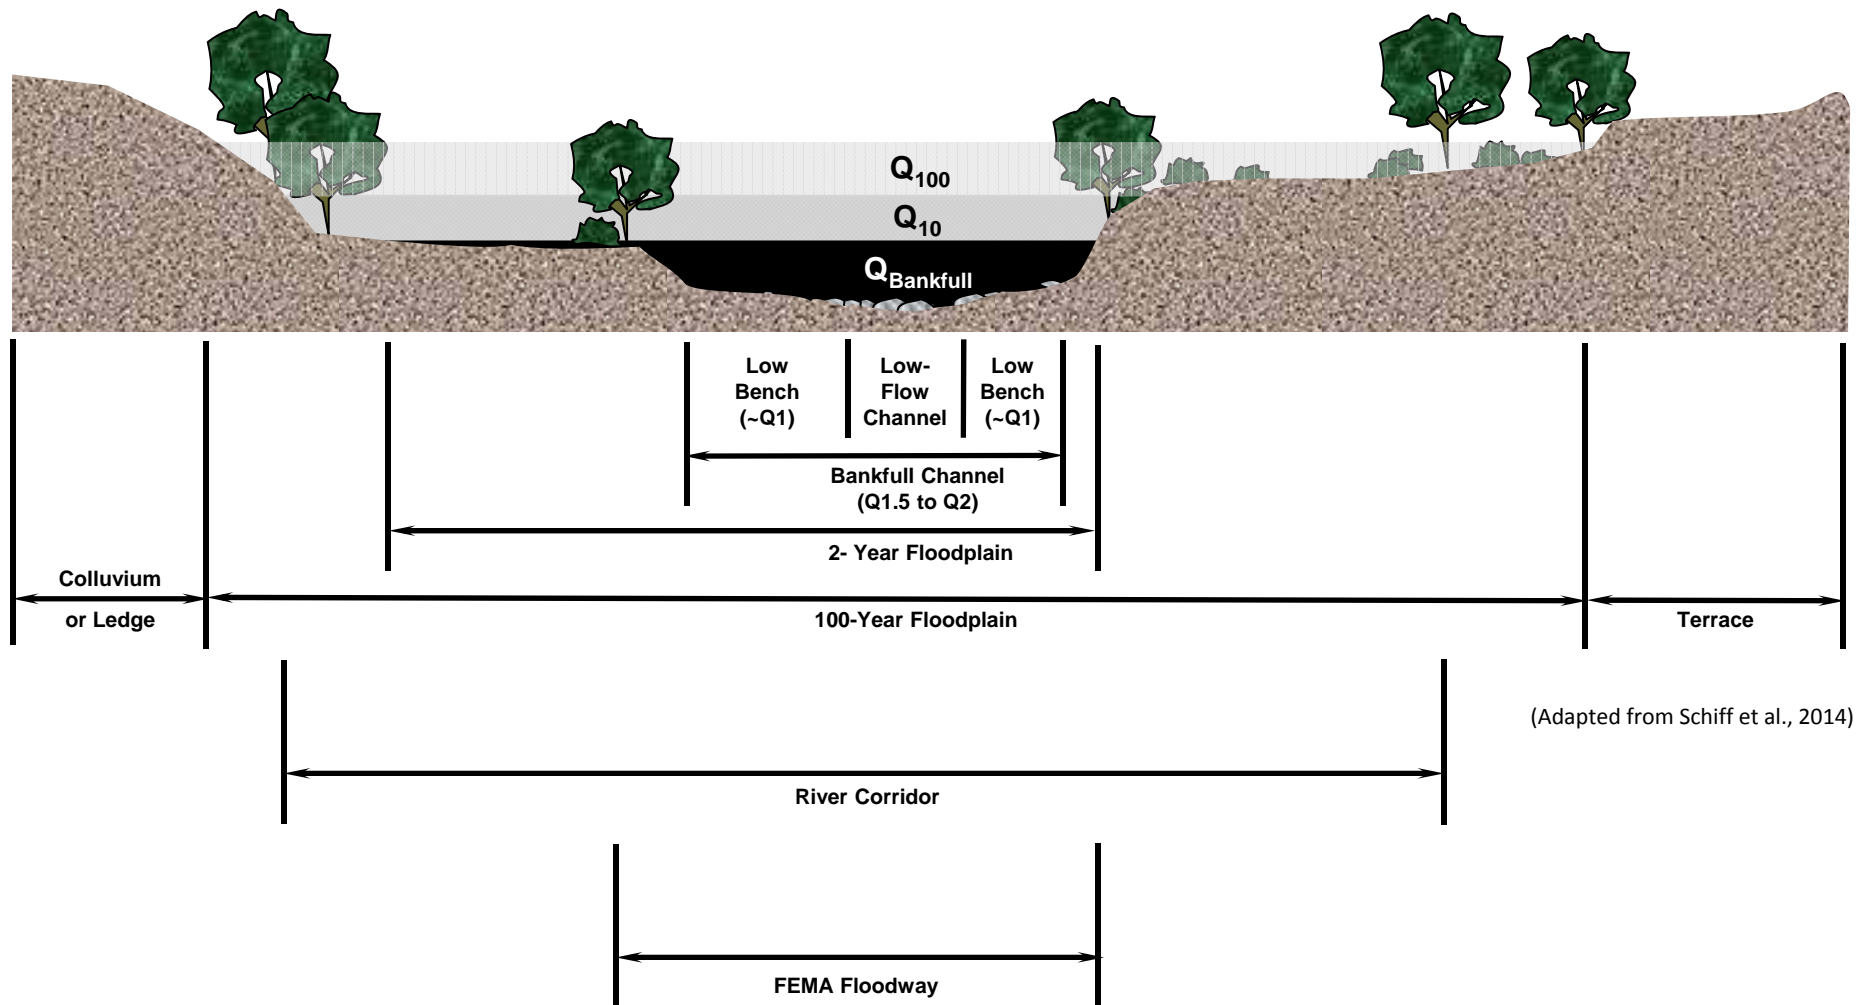 Q100
Q10
QBankfull
Low
Bench
(~Q1)
Low-
Flow
Channel
Low
Bench
(~Q1)
Bankfull Channel
(Q1.5 to Q2)
2- Year Floodplain
Colluvium
or Ledge
100-Year Floodplain
Terrace
(Adapted from Schiff et al., 2014)
River Corridor
FEMA Floodway